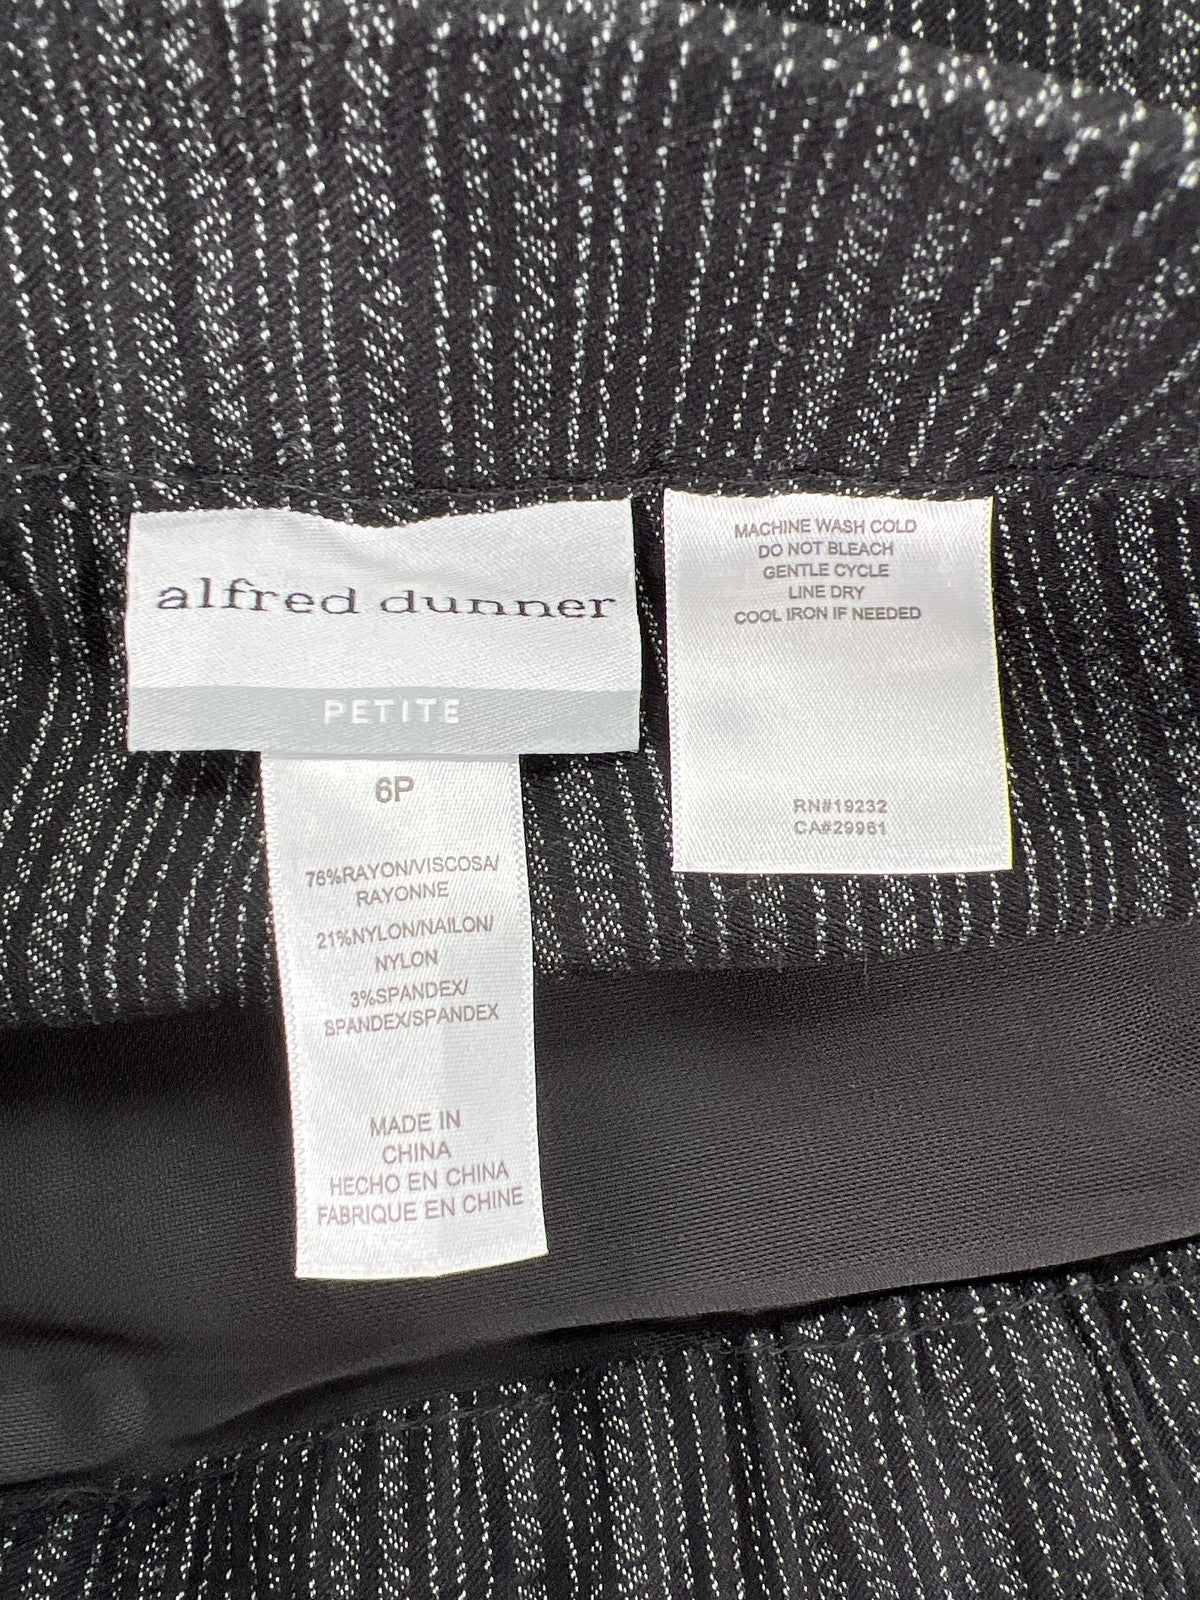 alfred dunner
PETITE
6P
76%RAYON/VISCOSA/
RAYONNE
21%NYLON/NAILON/
NYLON
3%SPANDEX/
SPANDEX/SPANDEX
MADE IN
CHINA
HECHO EN CHINA
FABRIQUE EN CHINE
MACHINE WASH COLD
DO NOT BLEACH
GENTLE CYCLE
LINE DRY
COOL IRON IF NEEDED
RN#19232
CA#29961